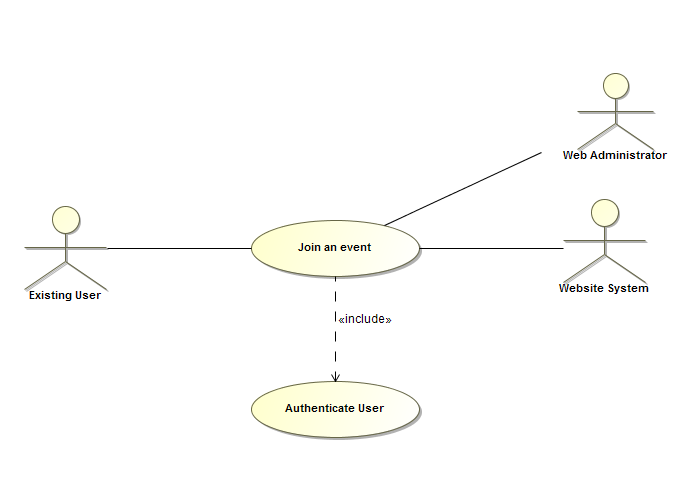 Web Administrator
Join an event
Existing User
Website System
«include»
Authenticate User